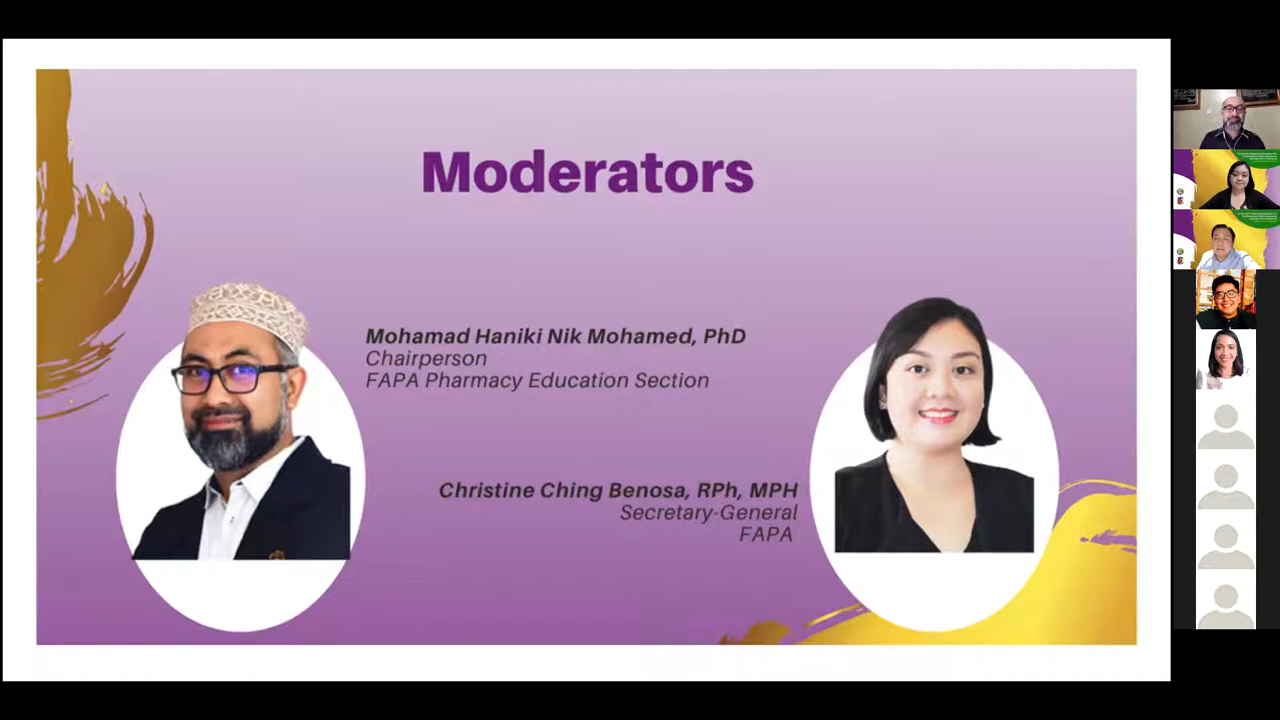 Moderators
Mohamad Haniki Nik Mohamed, PhD
Chairperson
FAPA Pharmacy Education Section
Christine Ching Benosa, RPh, MPH
Secretary-General
FAPA